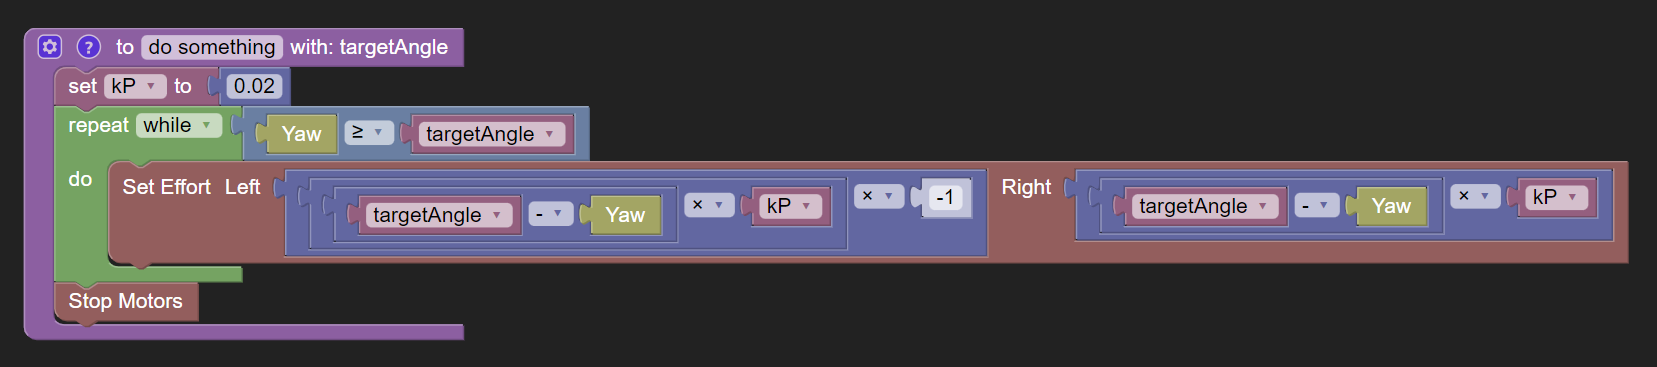 ? to do something with: targetAngle
set kP to 0.02
repeat while Yaw ≥ targetAngle
do Set Effort Left targetAngle - Yaw × kP × -1 Right targetAngle - Yaw × kP
Stop Motors